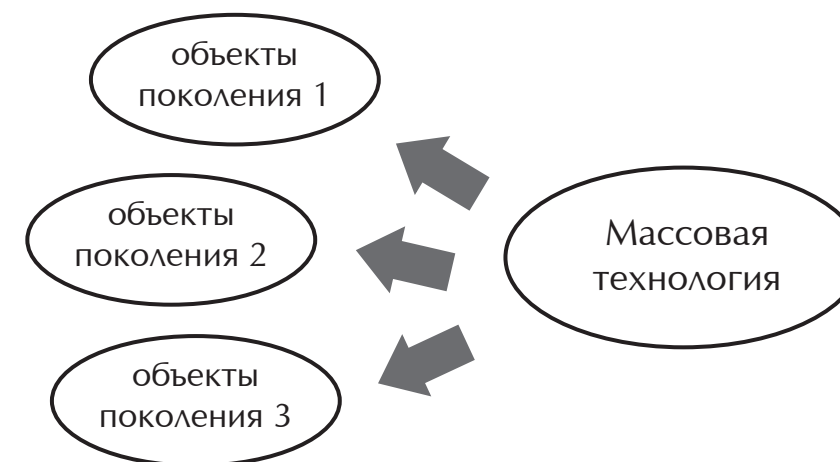 объекты
поколения 1
объекты
поколения 2
Массовая
технология
объекты
поколения 3